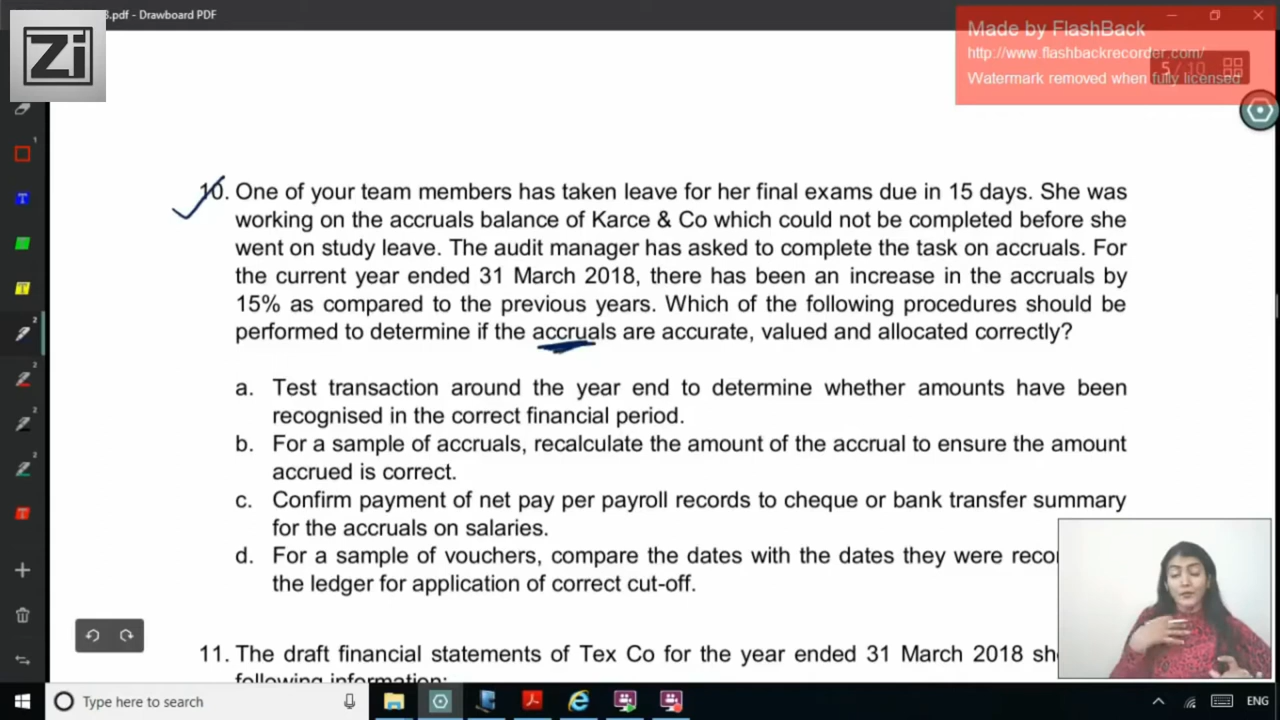 3.pdf - Drawboard PDF
Zi
Made by FlashBack
http://www.flashbackrecorder.com/
Watermark removed when fully licensed
5 / 10
10. One of your team members has taken leave for her final exams due in 15 days. She was
working on the accruals balance of Karce & Co which could not be completed before she
went on study leave. The audit manager has asked to complete the task on accruals. For
the current year ended 31 March 2018, there has been an increase in the accruals by
15% as compared to the previous years. Which of the following procedures should be
performed to determine if the accruals are accurate, valued and allocated correctly?
a. Test transaction around the year end to determine whether amounts have been
recognised in the correct financial period.
b. For a sample of accruals, recalculate the amount of the accrual to ensure the amount
accrued is correct.
c. Confirm payment of net pay per payroll records to cheque or bank transfer summary
for the accruals on salaries.
d. For a sample of vouchers, compare the dates with the dates they were
the ledger for application of correct cut-off.
11. The draft financial statements of Tex Co for the year ended 31 March 2018
following information:
Type here to search
ENG